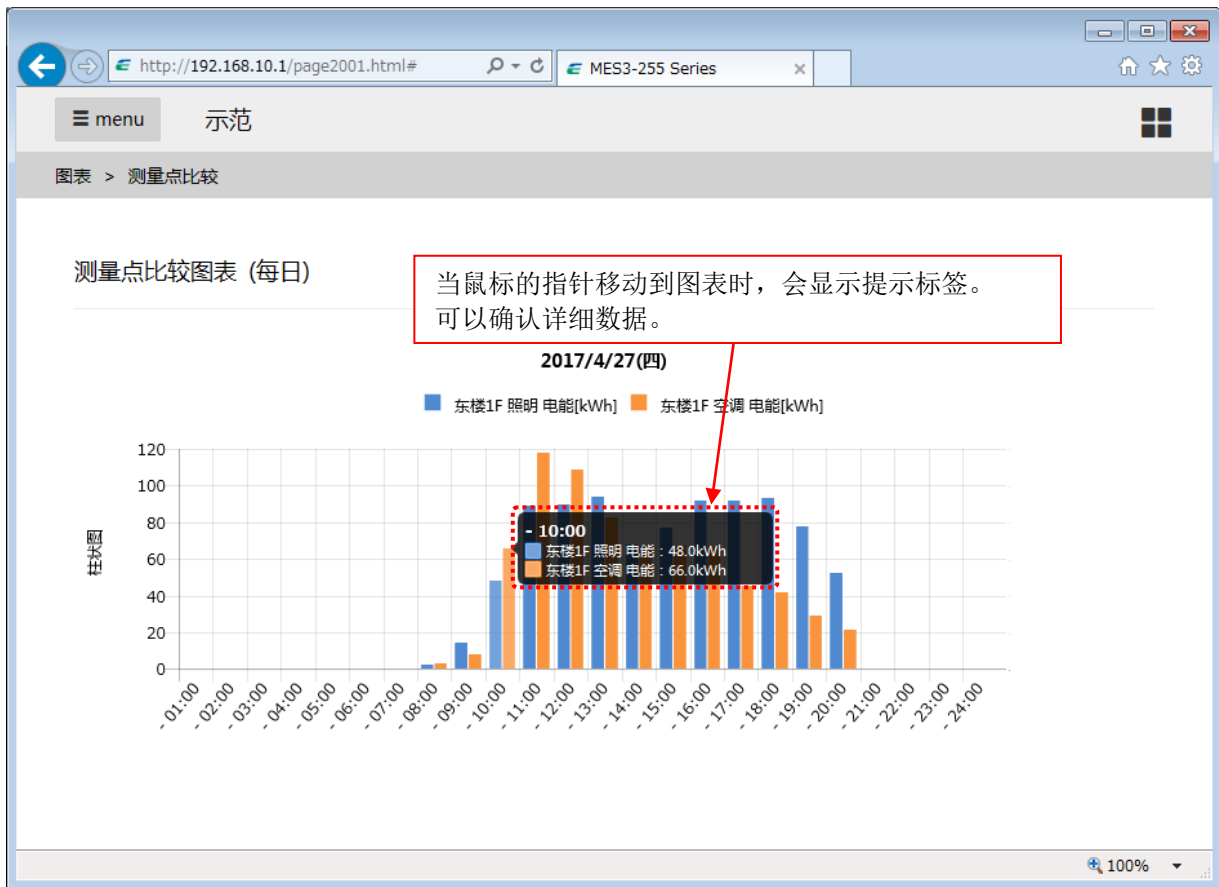 http://192.168.10.1/page2001.html#
MES3-255 Series
menu
示范
图表 > 测量点比较
测量点比较图表 (每日)
当鼠标的指针移动到图表时，会显示提示标签。
可以确认详细数据。
2017/4/27(四)
东楼1F 照明 电能[kWh]
东楼1F 空调 电能[kWh]
柱状图
120
100
80
60
40
20
0
- 10:00
东楼1F 照明 电能 : 48.0kWh
东楼1F 空调 电能 : 66.0kWh
- 01:00
- 02:00
- 03:00
- 04:00
- 05:00
- 06:00
- 07:00
- 08:00
- 09:00
- 10:00
- 11:00
- 12:00
- 13:00
- 14:00
- 15:00
- 16:00
- 17:00
- 18:00
- 19:00
- 20:00
- 21:00
- 22:00
- 23:00
- 24:00
100%